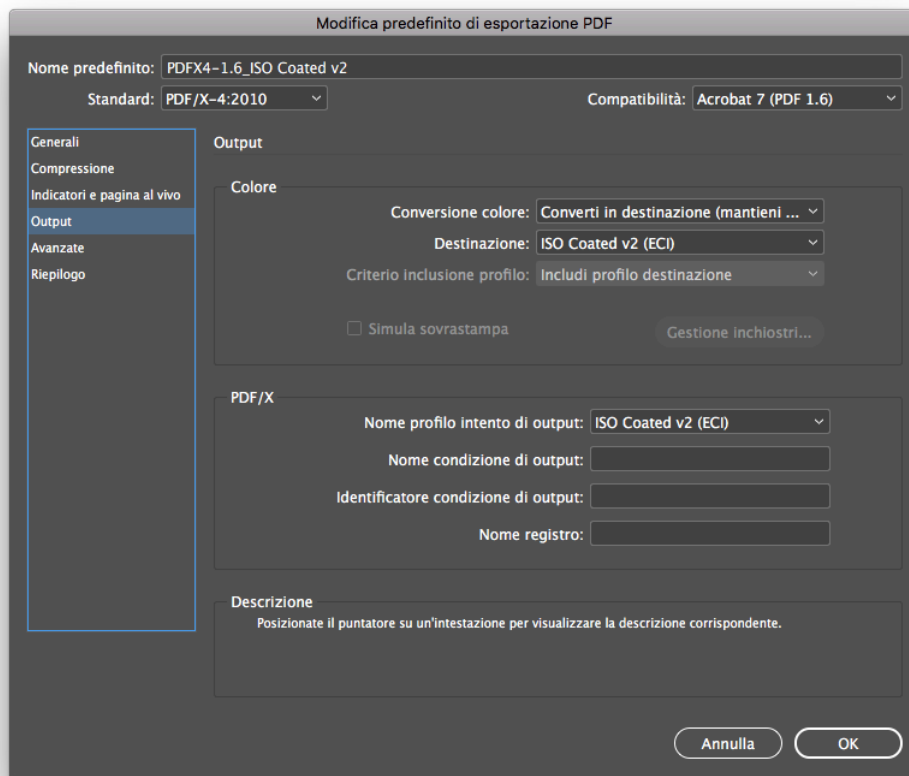 Modifica predefinito di esportazione PDF
Nome predefinito: PDFX4-1.6_ISO Coated v2
Standard: PDF/X-4:2010 Compatibilità: Acrobat 7 (PDF 1.6)
Generali
Compressione
Indicatori e pagina al vivo
Output
Avanzate
Riepilogo
Output
Colore
Conversione colore: Converti in destinazione (mantieni ...
Destinazione: ISO Coated v2 (ECI)
Criterio inclusione profilo: Includi profilo destinazione
Simula sovrastampa Gestione inchiostri...
PDF/X
Nome profilo intento di output: ISO Coated v2 (ECI)
Nome condizione di output:
Identificatore condizione di output:
Nome registro:
Descrizione
Posizionate il puntatore su un'intestazione per visualizzare la descrizione corrispondente.
Annulla OK